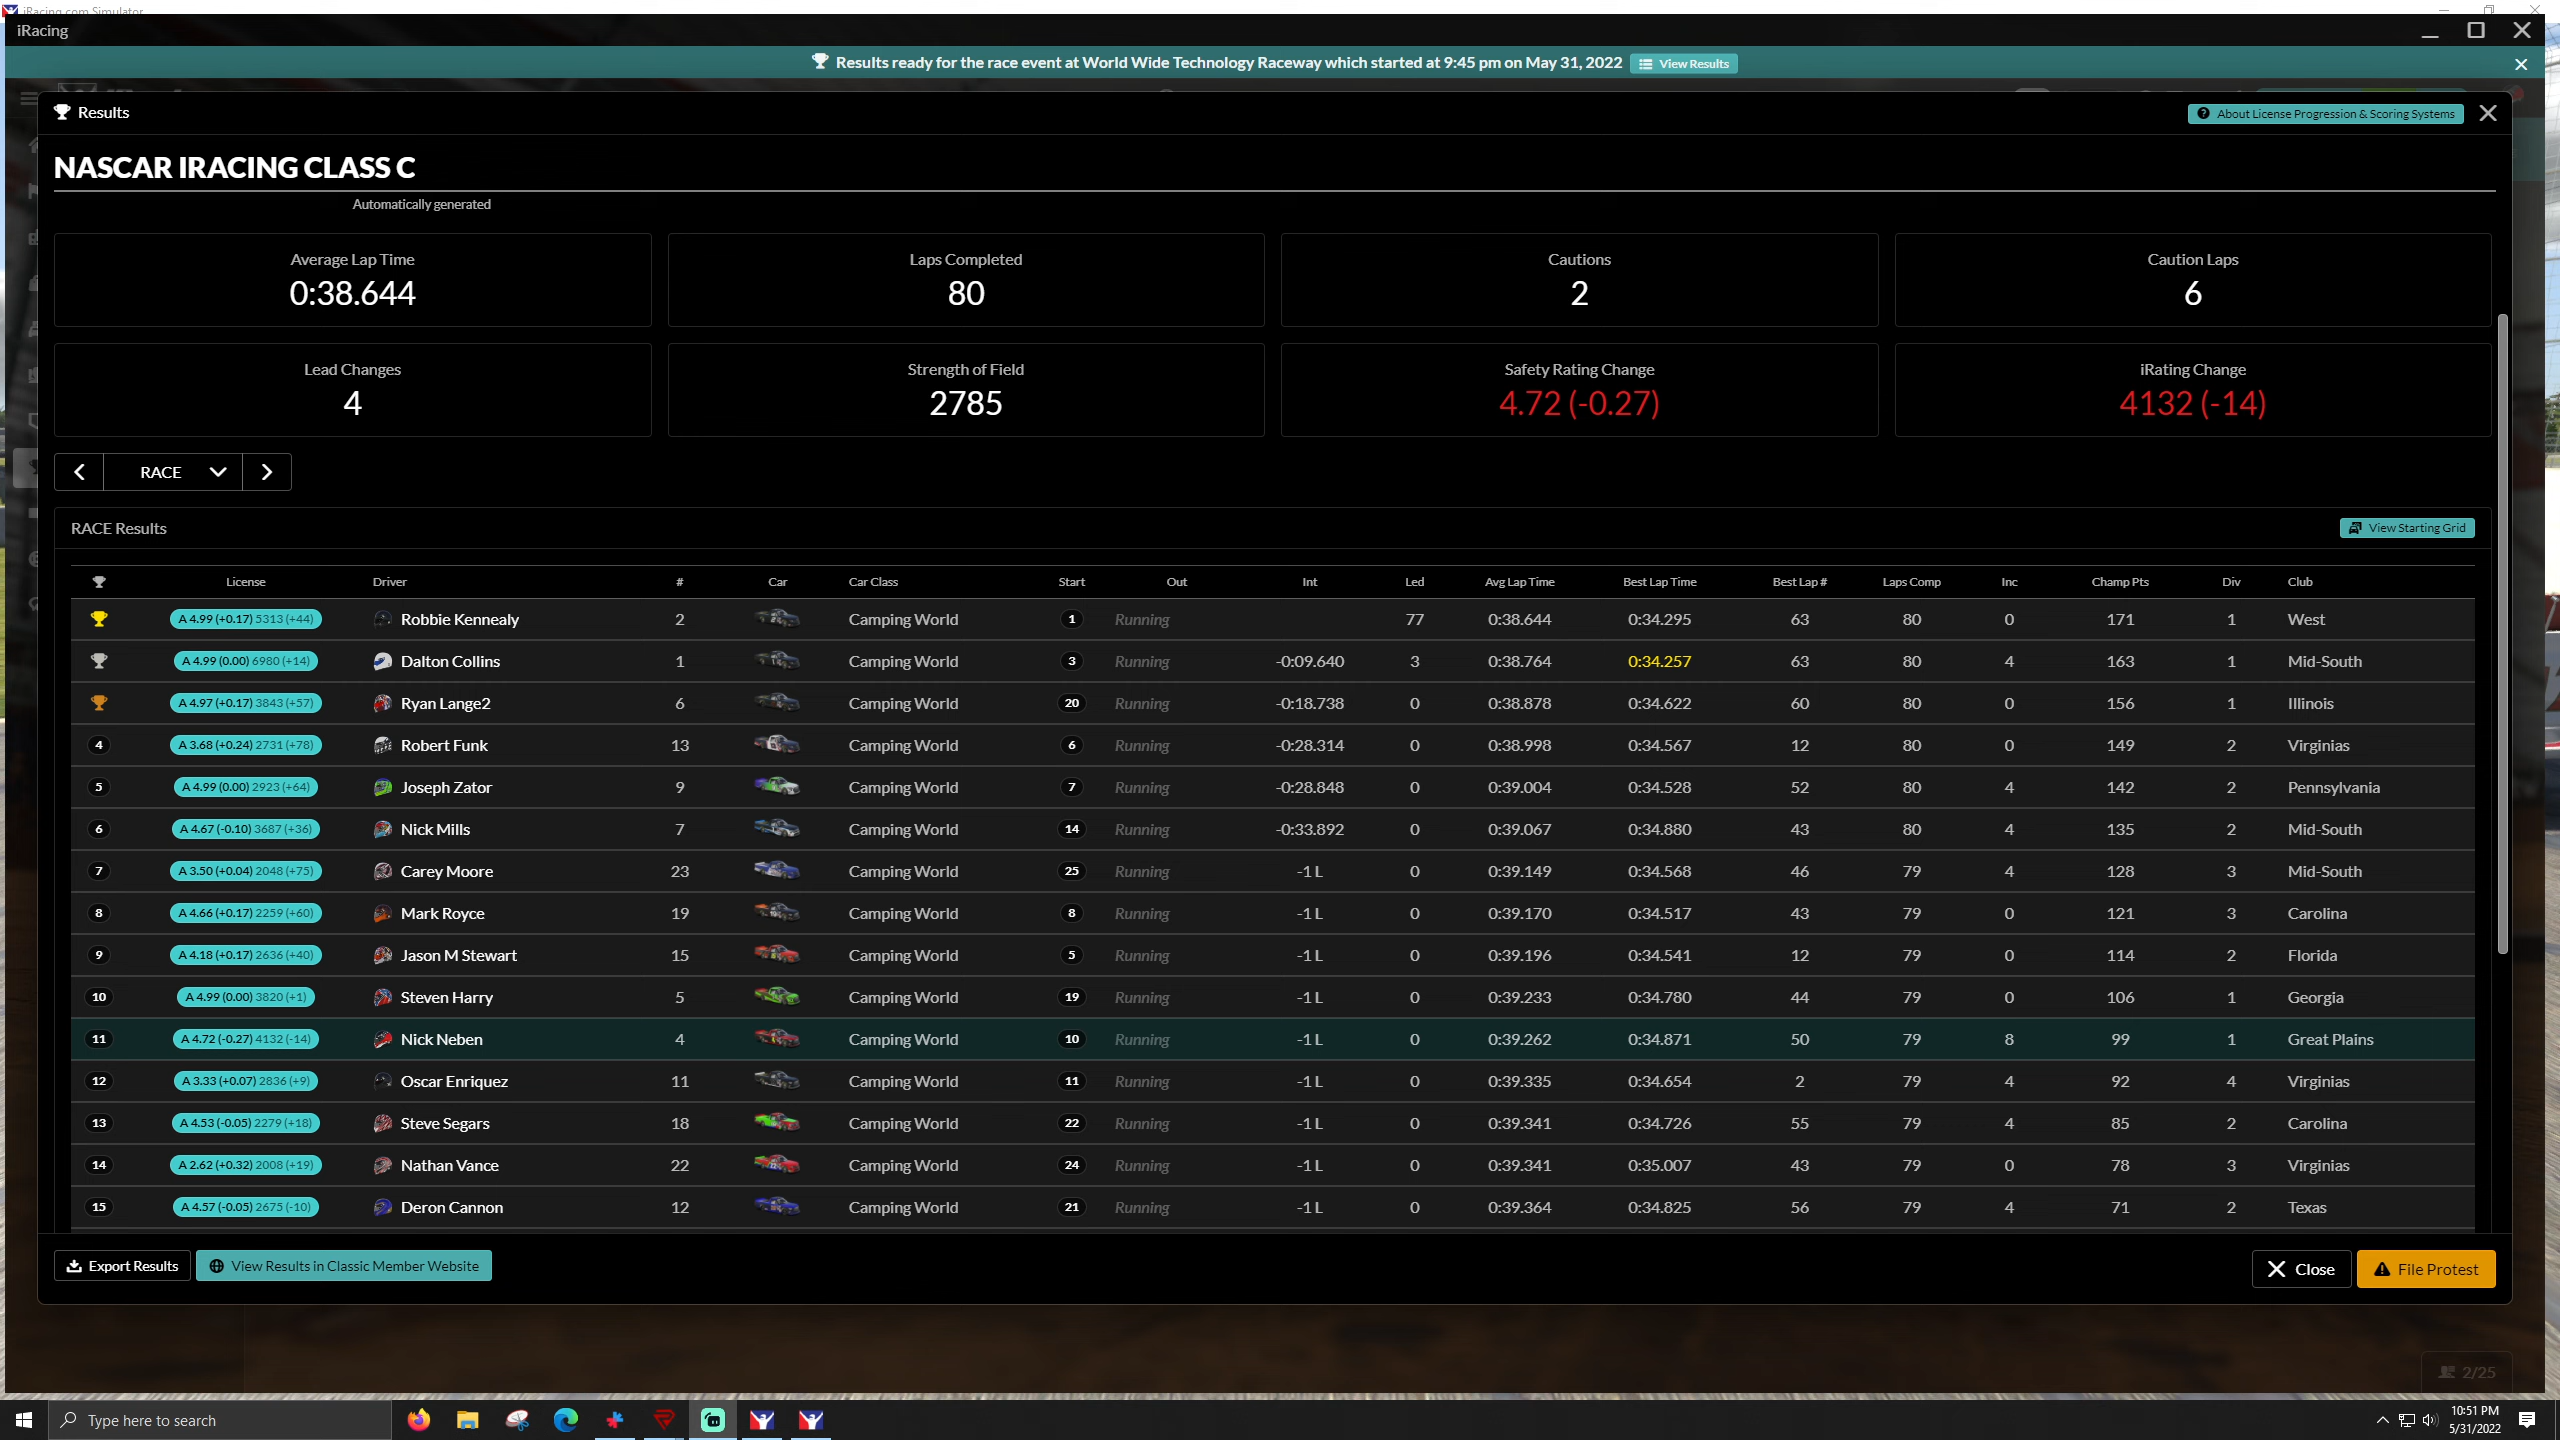 iRacing.com Simulator
iRacing
Results ready for the race event at World Wide Technology Raceway which started at 9:45 pm on May 31, 2022 View Results
Results
About License Progression & Scoring Systems
NASCAR IRACING CLASS C
Automatically generated
Average Lap Time Laps Completed Cautions Caution Laps
0:38.644 80 2 6
Lead Changes Strength of Field Safety Rating Change iRating Change
4 2785 4.72 (-0.27) 4132 (-14)
RACE
RACE Results View Starting Grid
License Driver # Car Car Class Start Out Int Led Avg Lap Time Best Lap Time Best Lap # Laps Comp Inc Champ Pts Div Club
A 4.99 (+0.17) 5313 (+44) Robbie Kennealy 2 Camping World 1 Running 77 0:38.644 0:34.295 63 80 0 171 1 West
A 4.99 (0.00) 6980 (+14) Dalton Collins 1 Camping World 3 Running -0:09.640 3 0:38.764 0:34.257 63 80 4 163 1 Mid-South
A 4.97 (+0.17) 3843 (+57) Ryan Lange2 6 Camping World 20 Running -0:18.738 0 0:38.878 0:34.622 60 80 0 156 1 Illinois
4 A 3.68 (+0.24) 2731 (+78) Robert Funk 13 Camping World 6 Running -0:28.314 0 0:38.998 0:34.567 12 80 0 149 2 Virginias
5 A 4.99 (0.00) 2923 (+64) Joseph Zator 9 Camping World 7 Running -0:28.848 0 0:39.004 0:34.528 52 80 4 142 2 Pennsylvania
6 A 4.67 (-0.10) 3687 (+36) Nick Mills 7 Camping World 14 Running -0:33.892 0 0:39.067 0:34.880 43 80 4 135 2 Mid-South
7 A 3.50 (+0.04) 2048 (+75) Carey Moore 23 Camping World 25 Running -1 L 0 0:39.149 0:34.568 46 79 4 128 3 Mid-South
8 A 4.66 (+0.17) 2259 (+60) Mark Royce 19 Camping World 8 Running -1 L 0 0:39.170 0:34.517 43 79 0 121 3 Carolina
9 A 4.18 (+0.17) 2636 (+40) Jason M Stewart 15 Camping World 5 Running -1 L 0 0:39.196 0:34.541 12 79 0 114 2 Florida
10 A 4.99 (0.00) 3820 (+1) Steven Harry 5 Camping World 19 Running -1 L 0 0:39.233 0:34.780 44 79 0 106 1 Georgia
11 A 4.72 (-0.27) 4132 (-14) Nick Neben 4 Camping World 10 Running -1 L 0 0:39.262 0:34.871 50 79 8 99 1 Great Plains
12 A 3.33 (+0.07) 2836 (+9) Oscar Enriquez 11 Camping World 11 Running -1 L 0 0:39.335 0:34.654 2 79 4 92 4 Virginias
13 A 4.53 (-0.05) 2279 (+18) Steve Segars 18 Camping World 22 Running -1 L 0 0:39.341 0:34.726 55 79 4 85 2 Carolina
14 A 2.62 (+0.32) 2008 (+19) Nathan Vance 22 Camping World 24 Running -1 L 0 0:39.341 0:35.007 43 79 0 78 3 Virginias
15 A 4.57 (-0.05) 2675 (-10) Deron Cannon 12 Camping World 21 Running -1 L 0 0:39.364 0:34.825 56 79 4 71 2 Texas
Export Results View Results in Classic Member Website Close File Protest
2/25
Type here to search 10:51 PM
5/31/2022